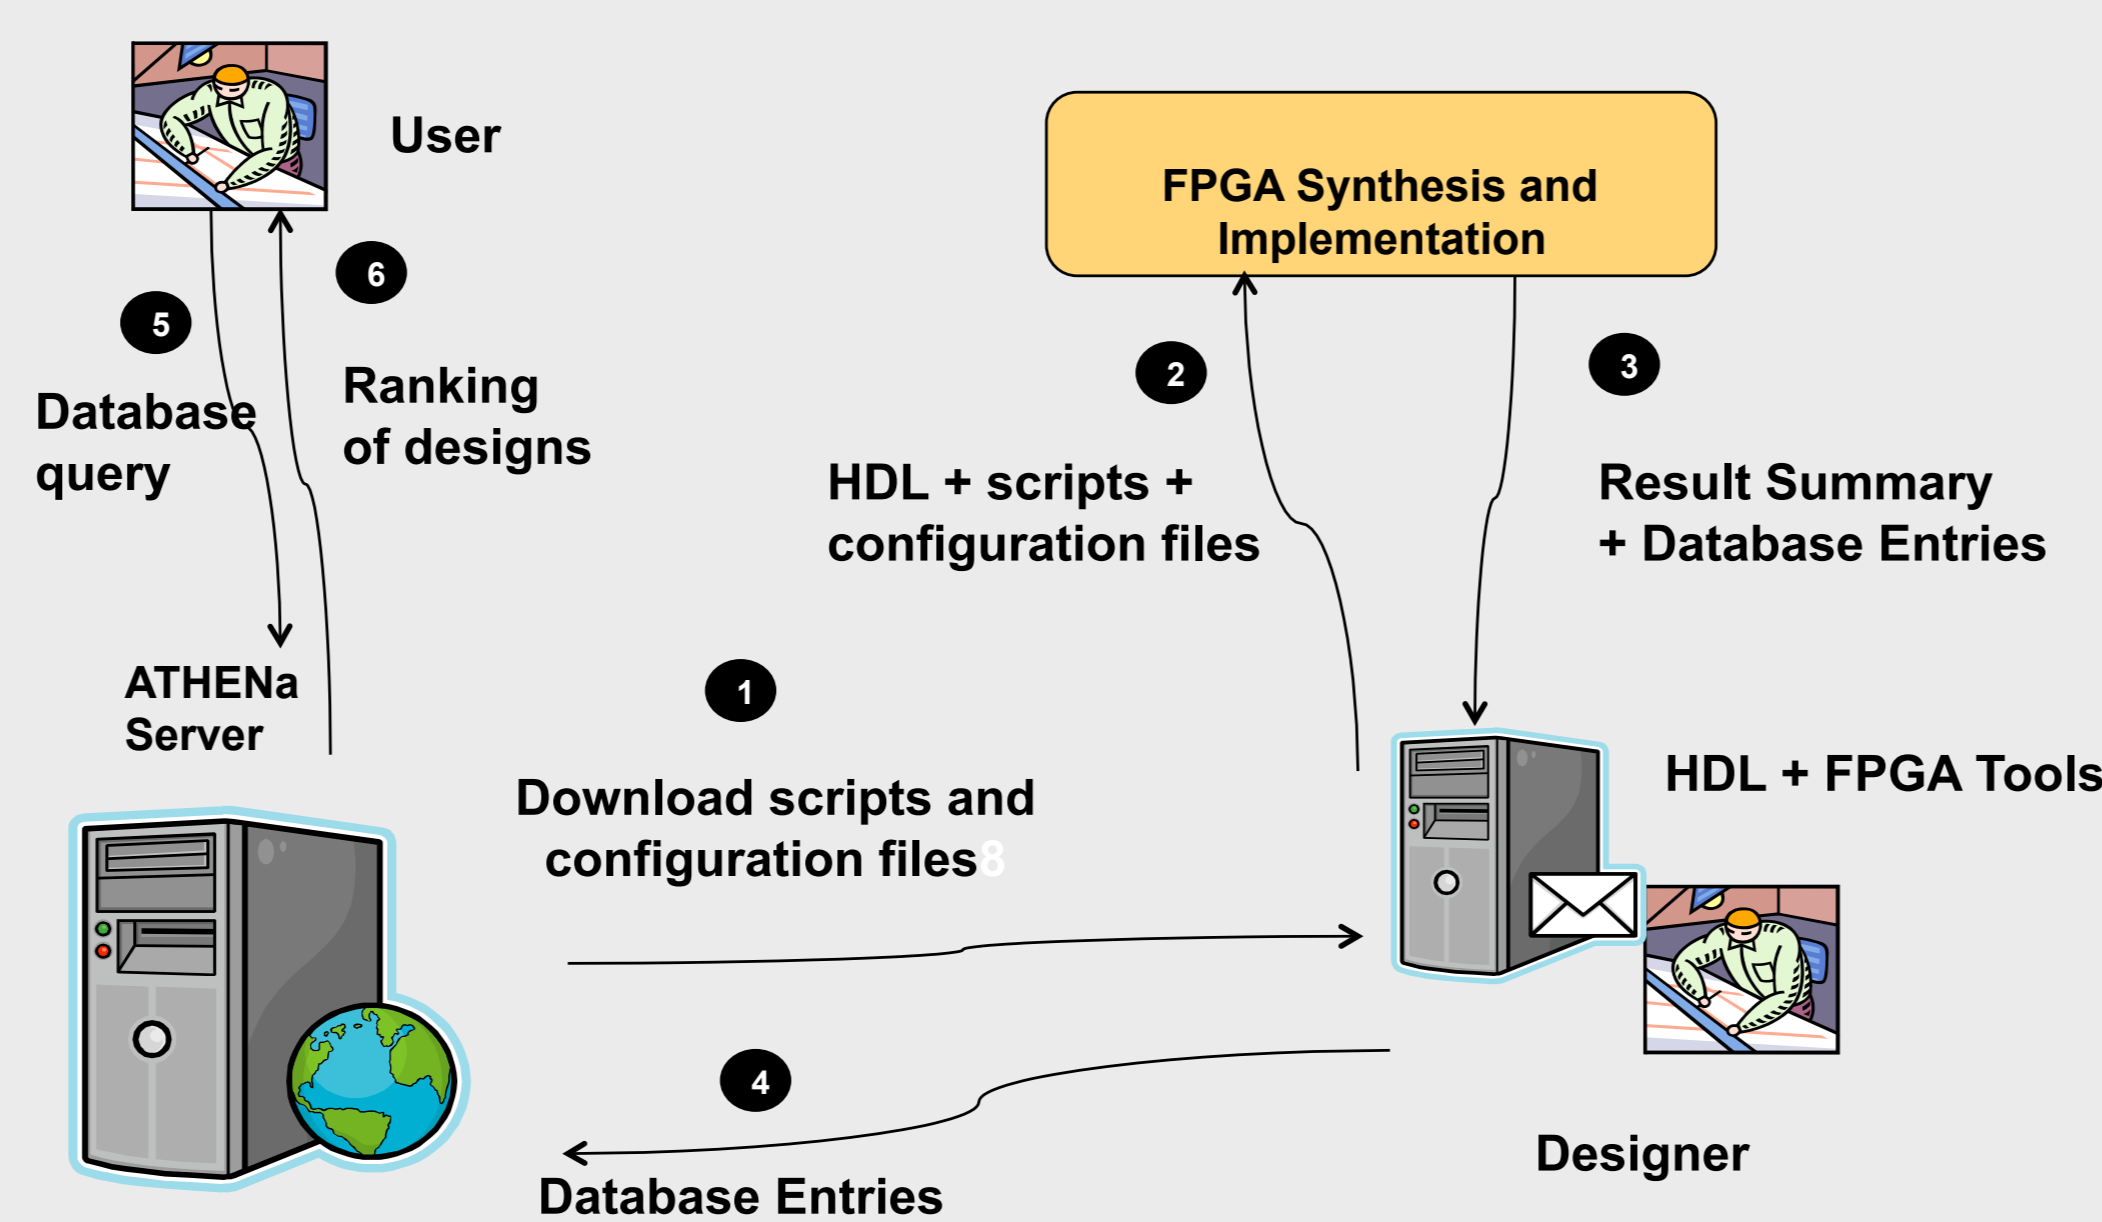 User
FPGA Synthesis and
Implementation
6
5
2
3
Ranking
of designs
Database
query
HDL + scripts +
configuration files
Result Summary
+ Database Entries
ATHENa
Server
1
HDL + FPGA Tools
Download scripts and
configuration files8
4
Designer
Database Entries